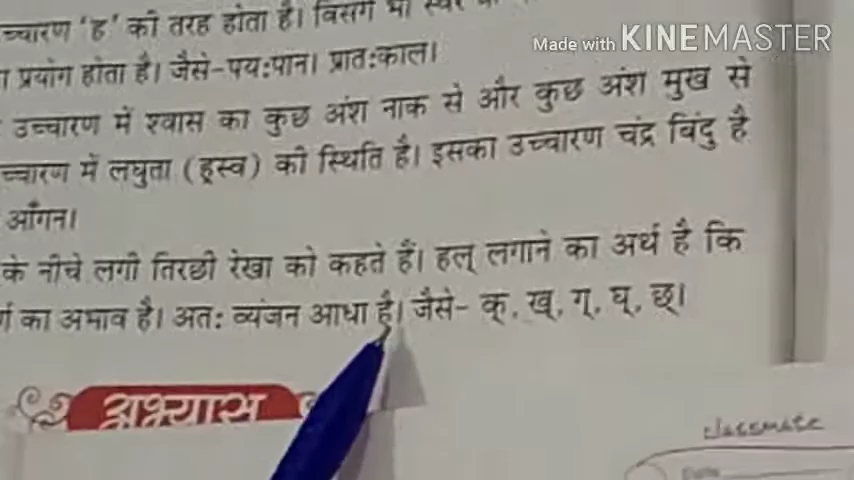 च्चारण 'ह' की तरह होता है। विसर्ग भी स्वर
Made with KINEMASTER
प्रयोग होता है। जैसे-पय:पान। प्रात:काल।
उच्चारण में श्वास का कुछ अंश नाक से और कुछ अंश मुख से
च्चारण में लघुता (ह्रस्व) की स्थिति है। इसका उच्चारण चंद्र बिंदु है
आँगन।
के नीचे लगी तिरछी रेखा को कहते हैं। हल् लगाने का अर्थ है कि
का अभाव है। अत: व्यंजन आधा है। जैसे- क्, ख्, ग्, घ्, छ्।
अभ्यास
classmate